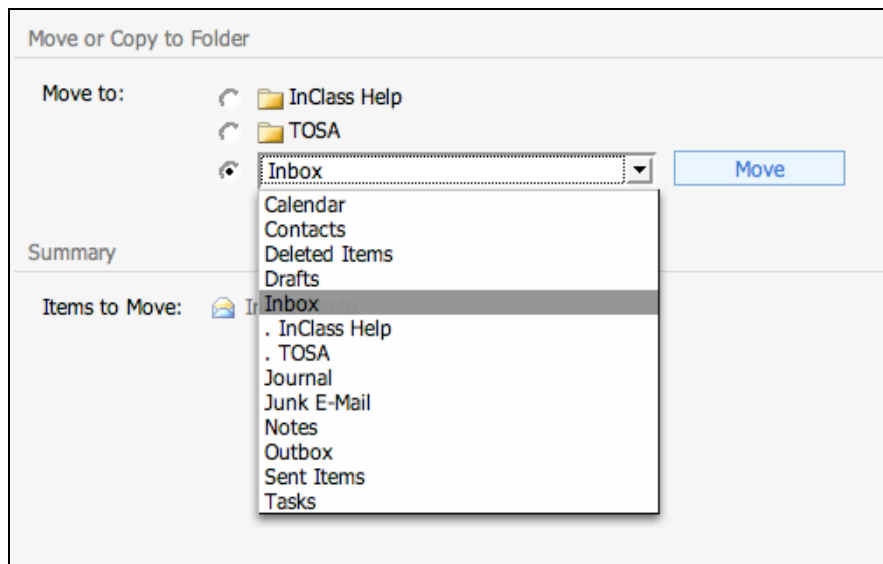 Move or Copy to Folder
Move to:
InClass Help
TOSA
Inbox
Move
Calendar
Contacts
Deleted Items
Drafts
Summary
Items to Move:
Inbox
. InClass Help
. TOSA
Journal
Junk E-Mail
Notes
Outbox
Sent Items
Tasks